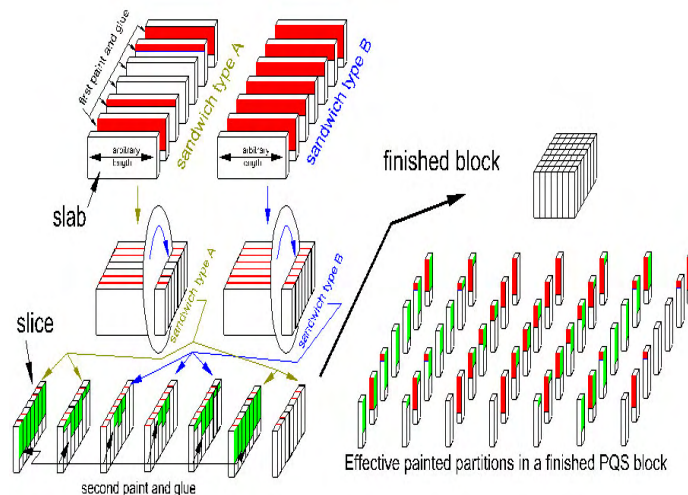 first paint and glue
sandwich type A
sandwich type B
arbitrary
length
arbitrary
length
slab
finished block
sandwich type A
sandwich type B
slice
second paint and glue
Effective painted partitions in a finished PQS block